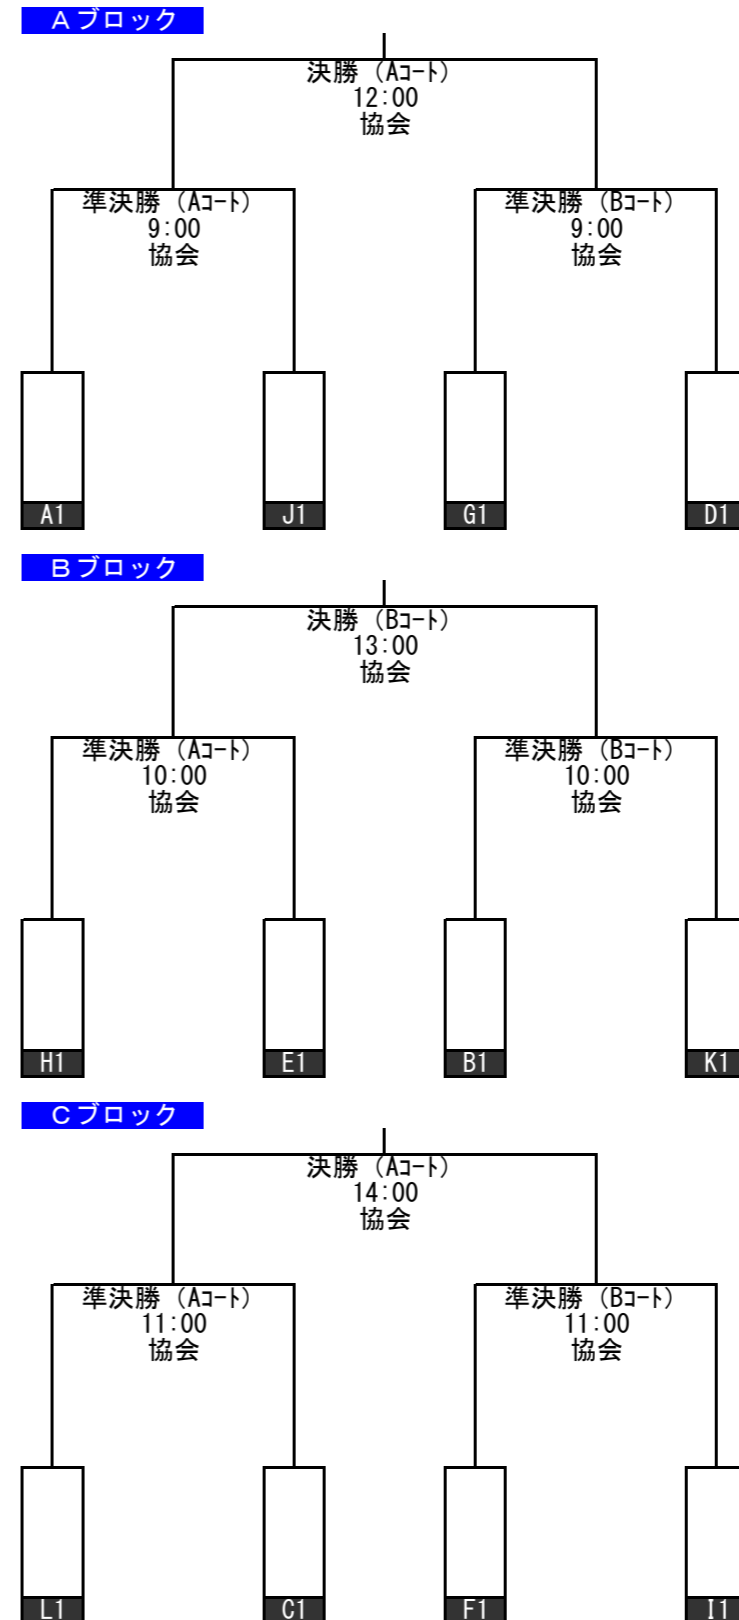 Ａブロック
決勝（Aｺｰﾄ）
12:00
協会
準決勝（Aｺｰﾄ）
9:00
協会
準決勝（Bｺｰﾄ）
9:00
協会
A1
J1
G1
D1
Ｂブロック
決勝（Bｺｰﾄ）
13:00
協会
準決勝（Aｺｰﾄ）
10:00
協会
準決勝（Bｺｰﾄ）
10:00
協会
H1
E1
B1
K1
Ｃブロック
決勝（Aｺｰﾄ）
14:00
協会
準決勝（Aｺｰﾄ）
11:00
協会
準決勝（Bｺｰﾄ）
11:00
協会
L1
C1
F1
I1